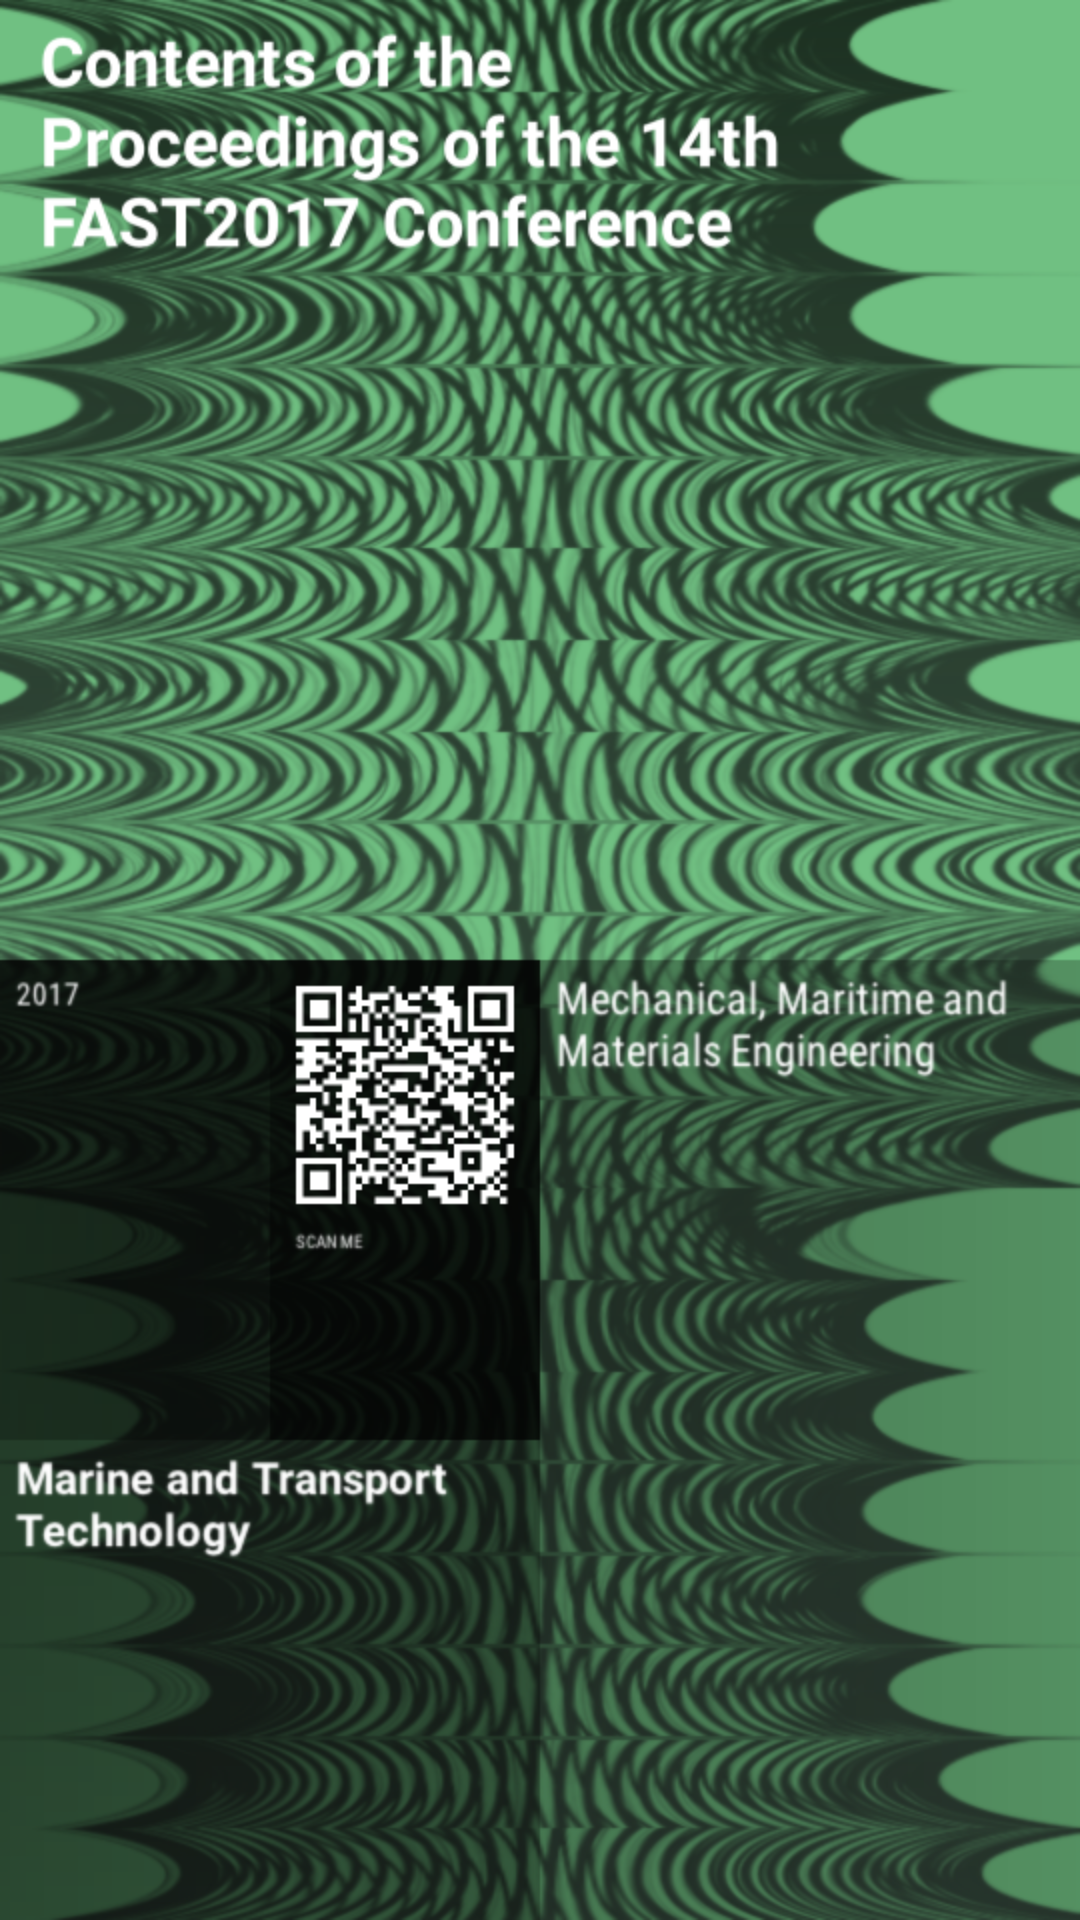 Contents of the
Proceedings of the 14th
FAST2017 Conference
2017
SCAN ME
Mechanical, Maritime and
Materials Engineering
Marine and Transport
Technology